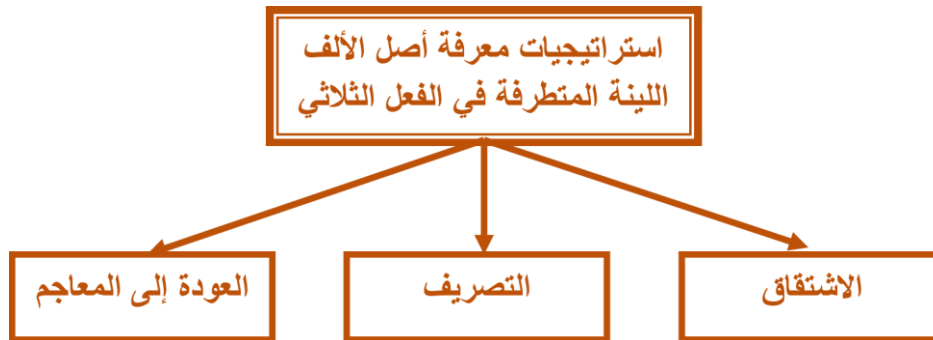 استراتيجيات معرفة أصل الألف
اللينة المتطرفة في الفعل الثلاثي
الاشتقاق
التصريف
العودة إلى المعاجم